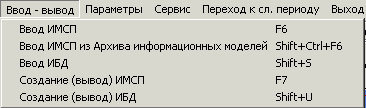 Ввод - вывод Параметры Сервис Переход к сл. периоду Выход
Ввод ИМСП F6
Ввод ИМСП из Архива информационных моделей Shift+Ctrl+F6
Ввод ИБД Shift+S
Создание (вывод) ИМСП F7
Создание (вывод) ИБД Shift+U